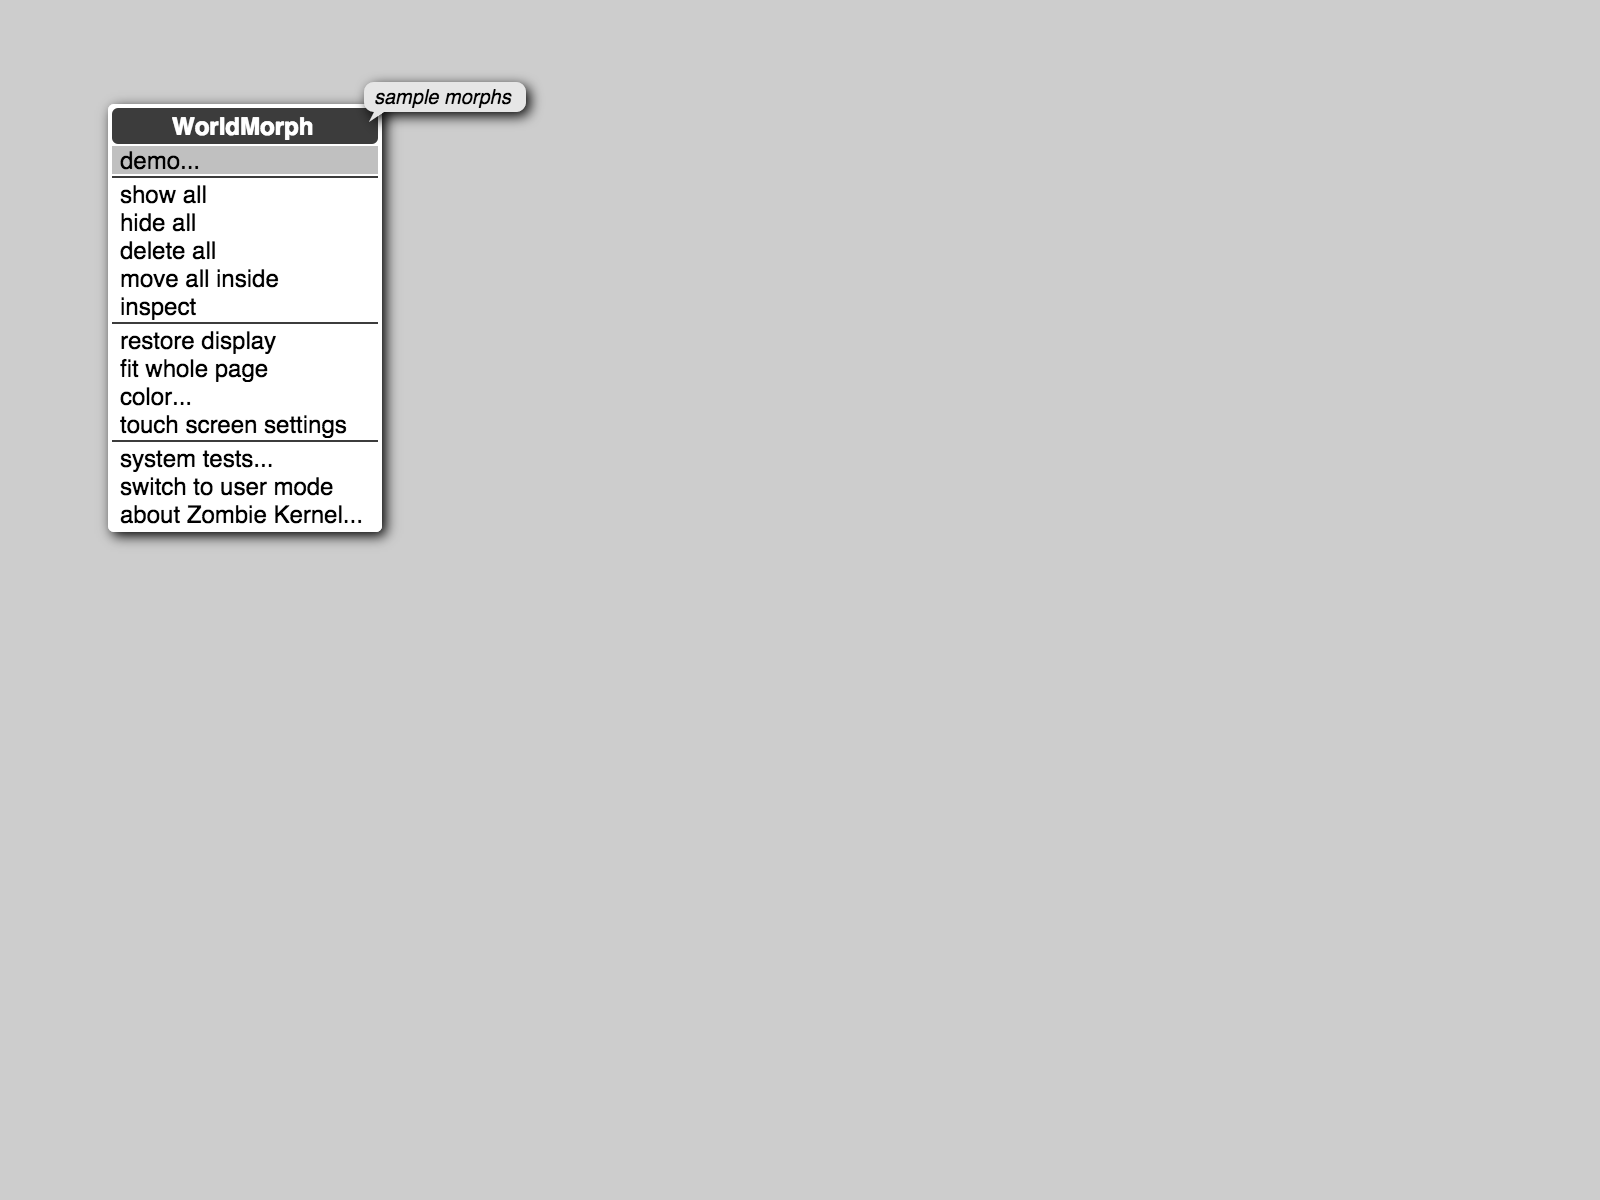 sample morphs
WorldMorph
demo...
show all
hide all
delete all
move all inside
inspect
restore display
fit whole page
color...
touch screen settings
system tests...
switch to user mode
about Zombie Kernel...